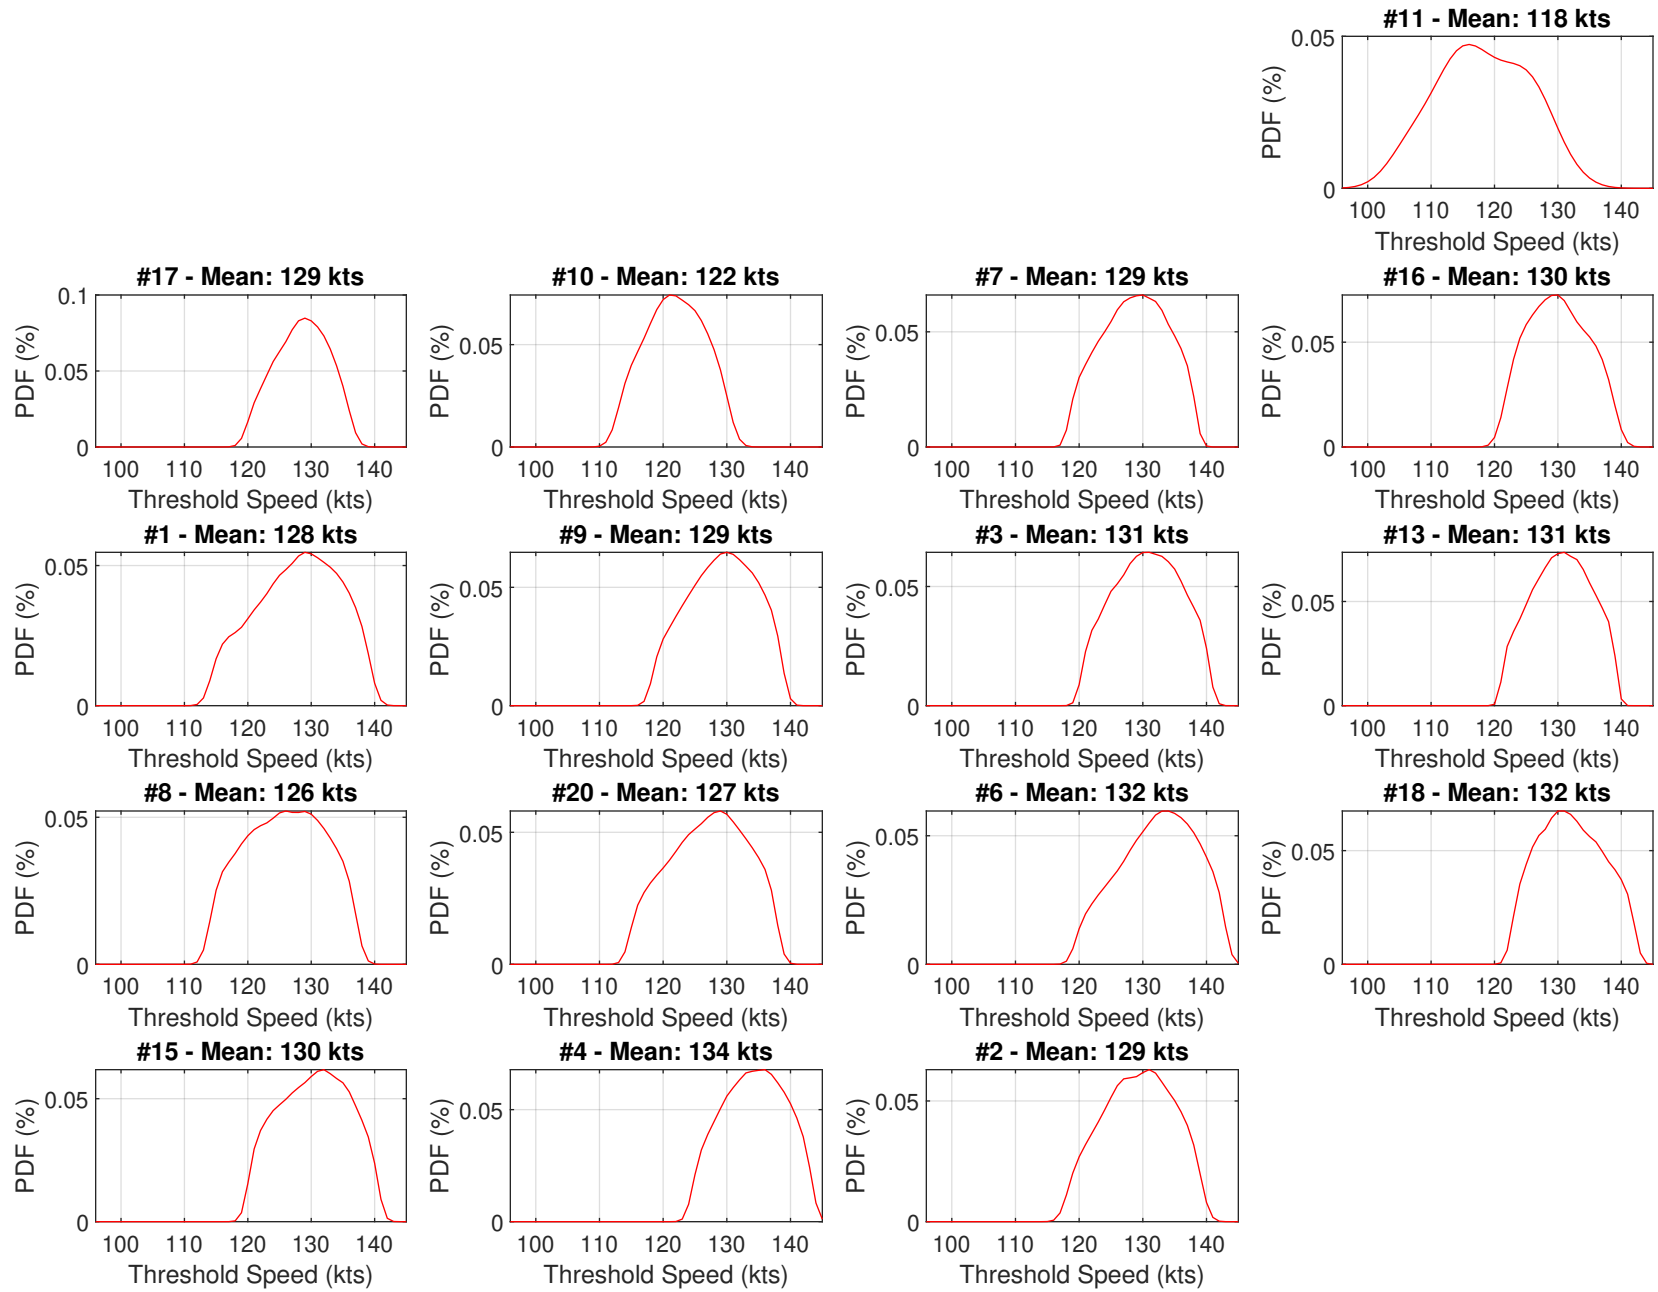 #11 - Mean: 118 kts
0.05
PDF (%)
0
100 110 120 130 140
Threshold Speed (kts)
#17 - Mean: 129 kts
0.1
PDF (%)
0.05
0
100 110 120 130 140
Threshold Speed (kts)
#10 - Mean: 122 kts
PDF (%)
0.05
0
100 110 120 130 140
Threshold Speed (kts)
#7 - Mean: 129 kts
PDF (%)
0.05
0
100 110 120 130 140
Threshold Speed (kts)
#16 - Mean: 130 kts
PDF (%)
0.05
0
100 110 120 130 140
Threshold Speed (kts)
#1 - Mean: 128 kts
PDF (%)
0.05
0
100 110 120 130 140
Threshold Speed (kts)
#9 - Mean: 129 kts
PDF (%)
0.05
0
100 110 120 130 140
Threshold Speed (kts)
#3 - Mean: 131 kts
PDF (%)
0.05
0
100 110 120 130 140
Threshold Speed (kts)
#13 - Mean: 131 kts
PDF (%)
0.05
0
100 110 120 130 140
Threshold Speed (kts)
#8 - Mean: 126 kts
PDF (%)
0.05
0
100 110 120 130 140
Threshold Speed (kts)
#20 - Mean: 127 kts
PDF (%)
0.05
0
100 110 120 130 140
Threshold Speed (kts)
#6 - Mean: 132 kts
PDF (%)
0.05
0
100 110 120 130 140
Threshold Speed (kts)
#18 - Mean: 132 kts
PDF (%)
0.05
0
100 110 120 130 140
Threshold Speed (kts)
#15 - Mean: 130 kts
PDF (%)
0.05
0
100 110 120 130 140
Threshold Speed (kts)
#4 - Mean: 134 kts
PDF (%)
0.05
0
100 110 120 130 140
Threshold Speed (kts)
#2 - Mean: 129 kts
PDF (%)
0.05
0
100 110 120 130 140
Threshold Speed (kts)